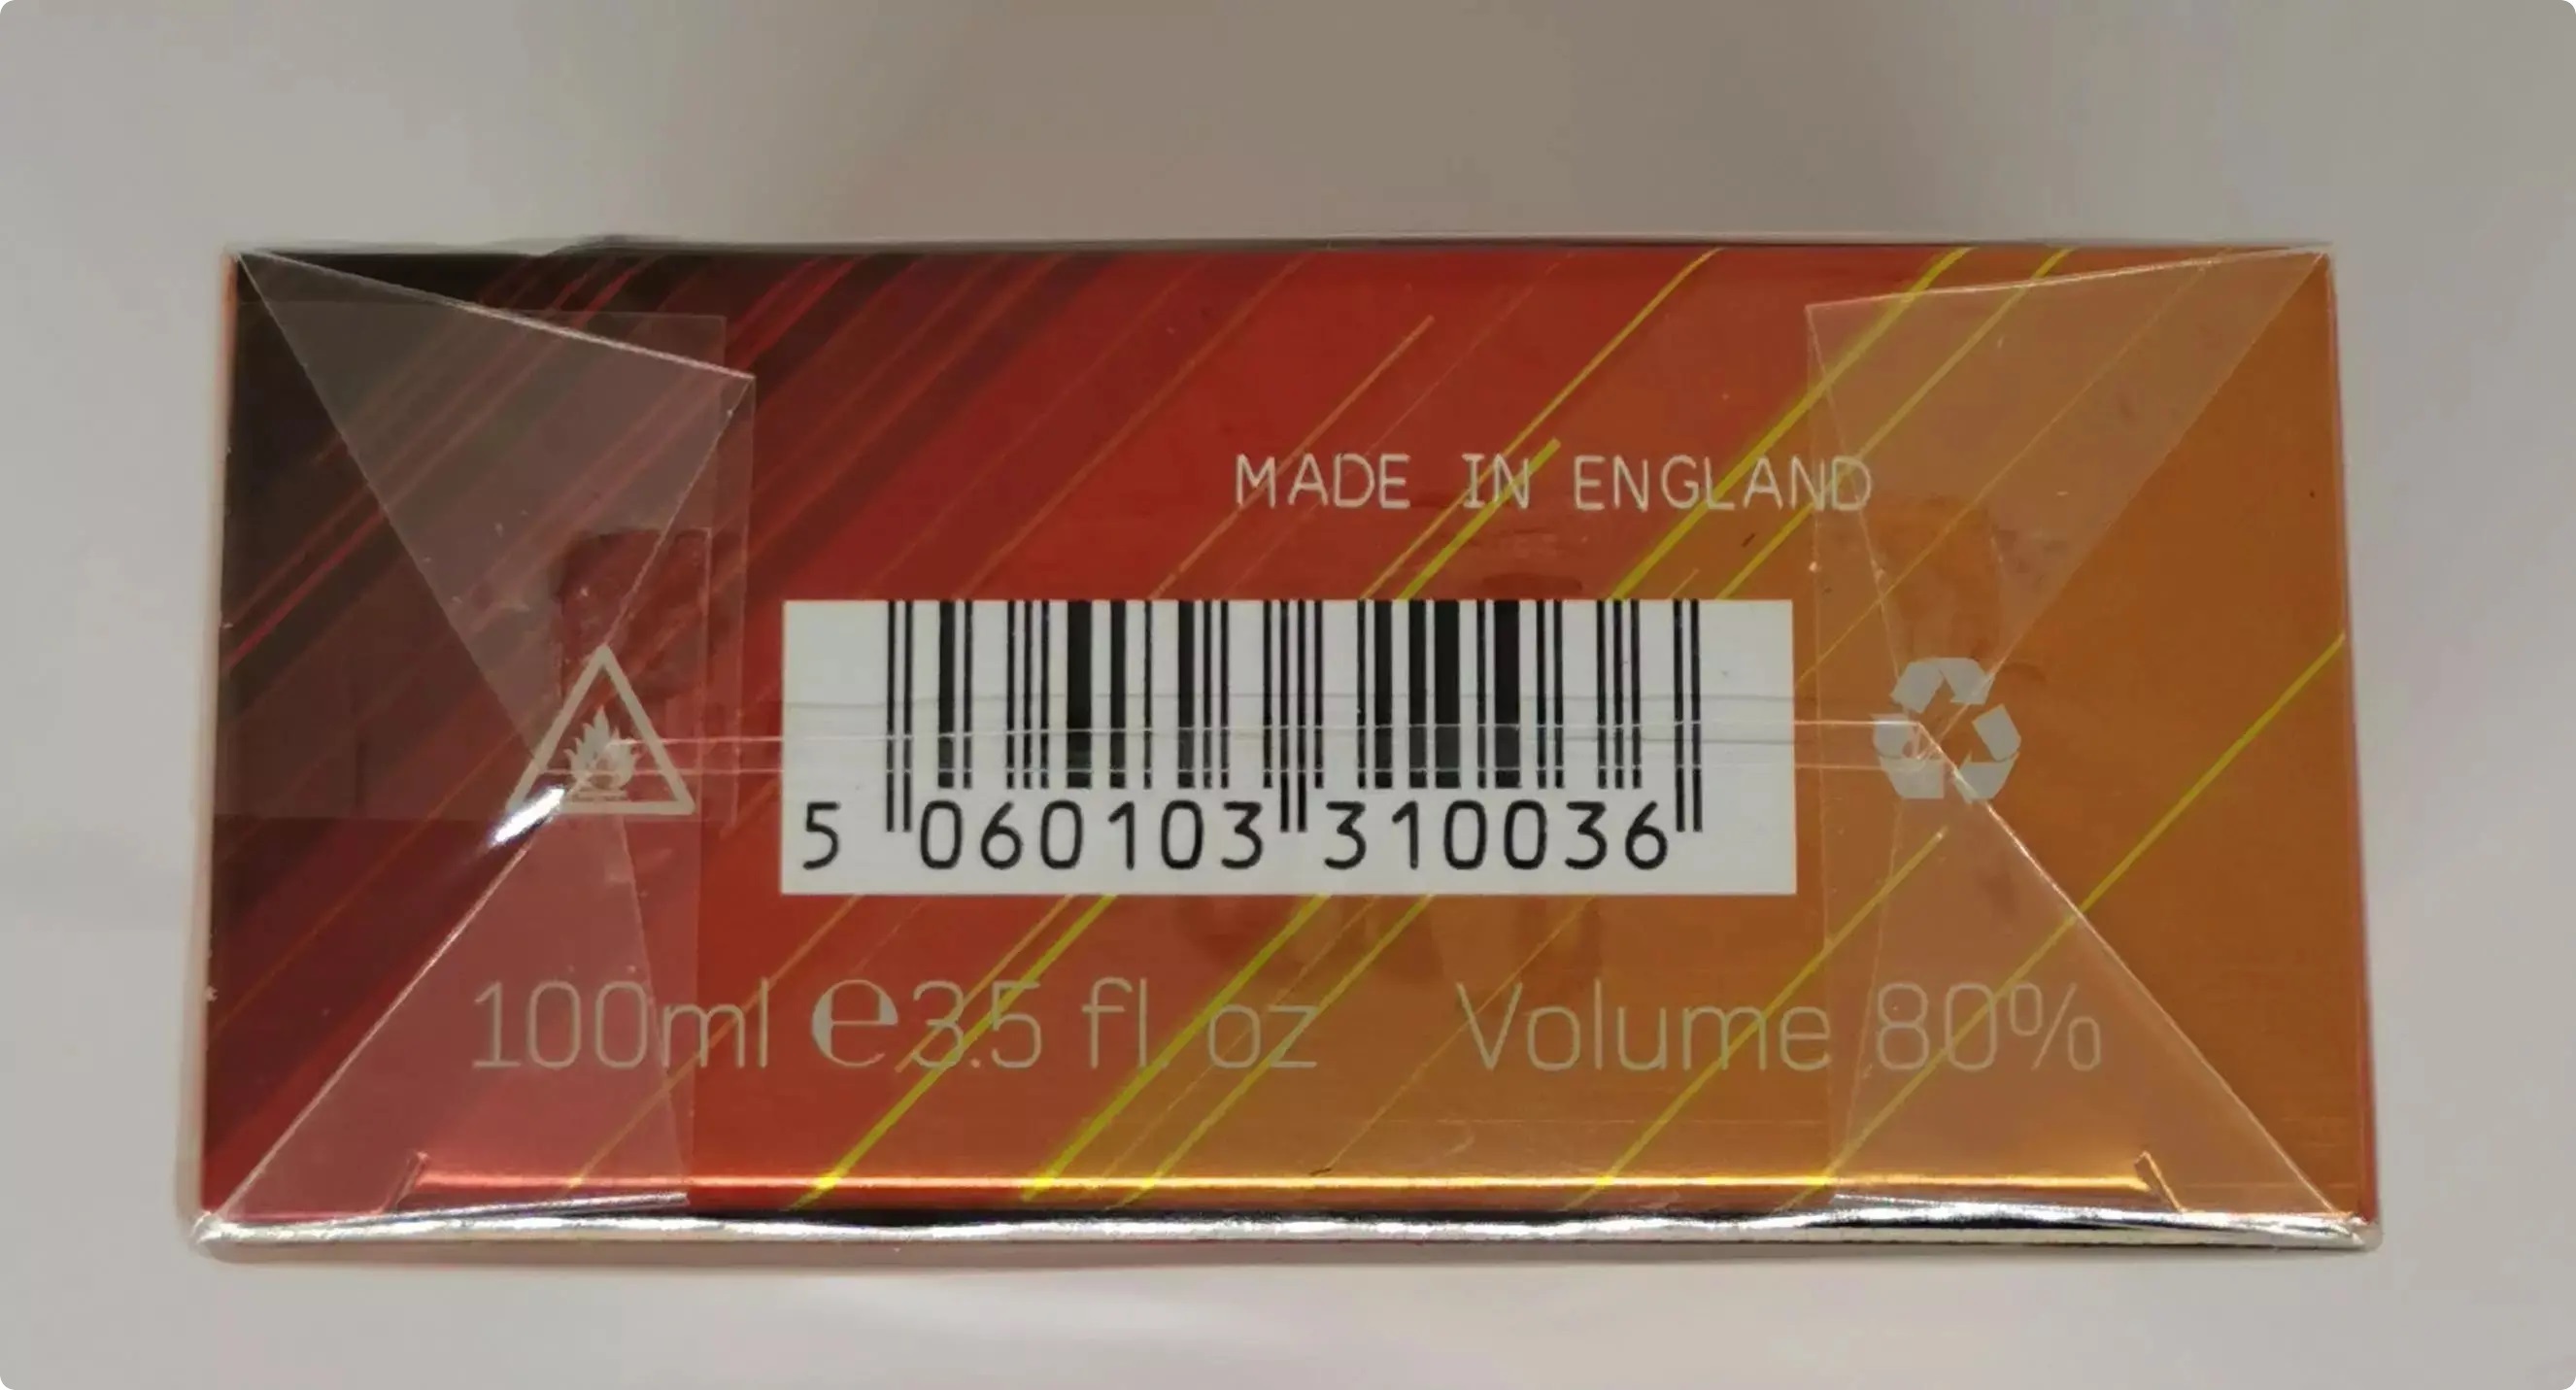 MADE IN ENGLAND
5 060103 310036
100ml ℮ 3.5 fl. oz Volume 80%